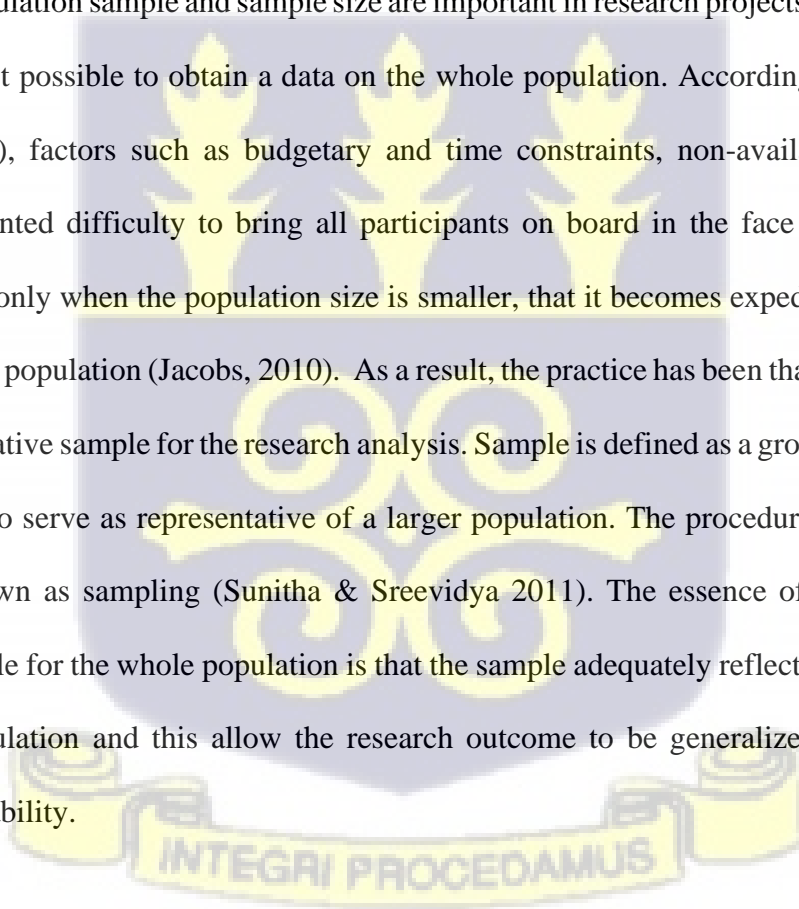 ulation sample and sample size are important in research projects
t possible to obtain a data on the whole population. According
), factors such as budgetary and time constraints, non-avail
nted difficulty to bring all participants on board in the face
only when the population size is smaller, that it becomes exped
population (Jacobs, 2010). As a result, the practice has been tha
ative sample for the research analysis. Sample is defined as a gro
o serve as representative of a larger population. The procedur
wn as sampling (Sunitha & Sreevidya 2011). The essence of
le for the whole population is that the sample adequately reflect
ulation and this allow the research outcome to be generalize
bility.
INTEGRI PROCEDAMUS